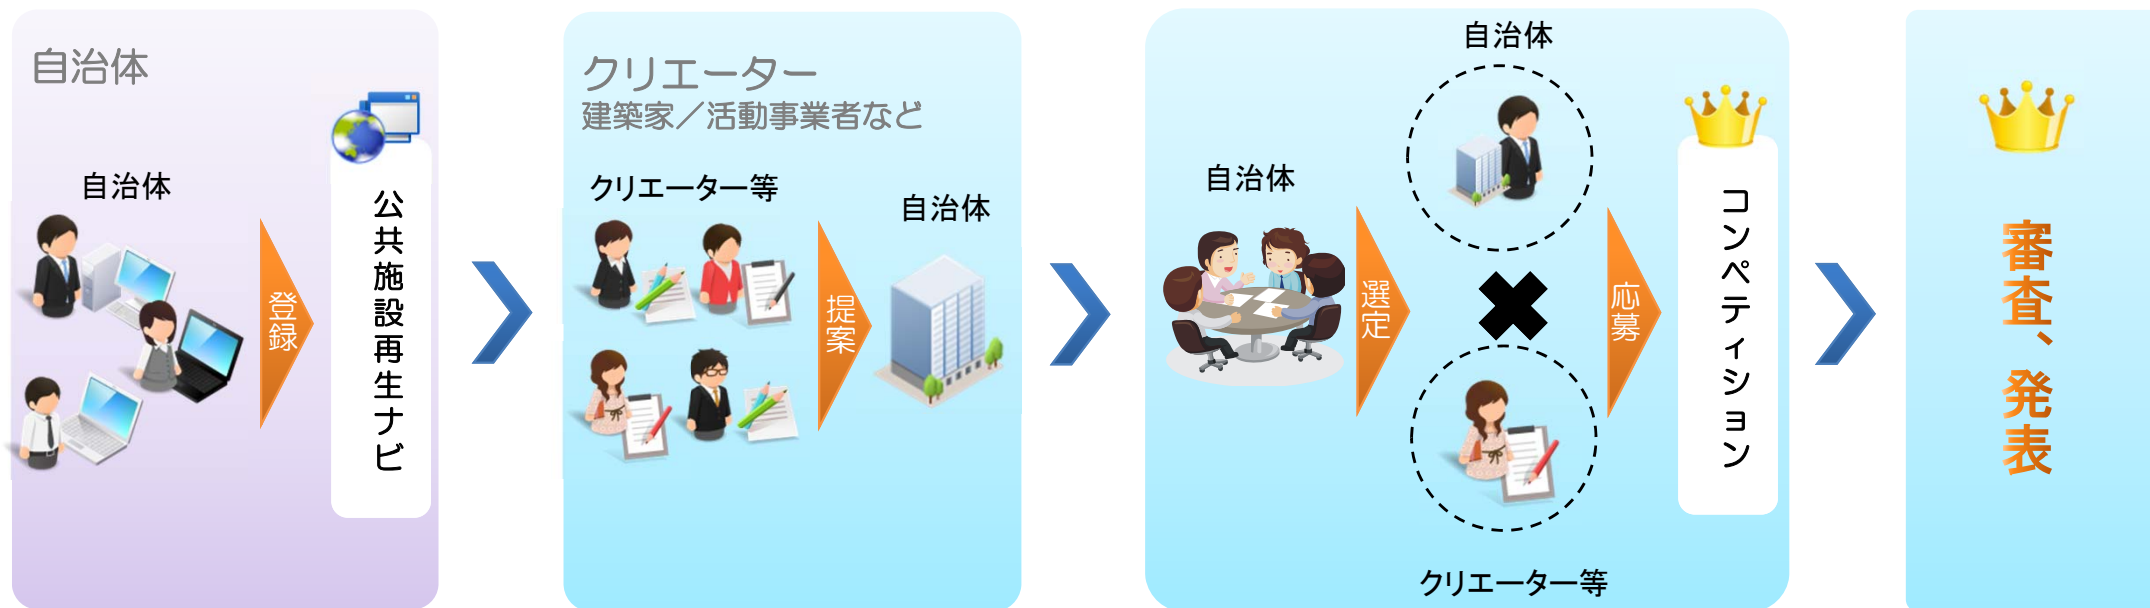 自治体
自治体
登録
公共施設再生ナビ
クリエーター
建築家／活動事業者など
クリエーター等
提案
自治体
自治体
選定
自治体
クリエーター等
応募
コンペティション
審査、発表